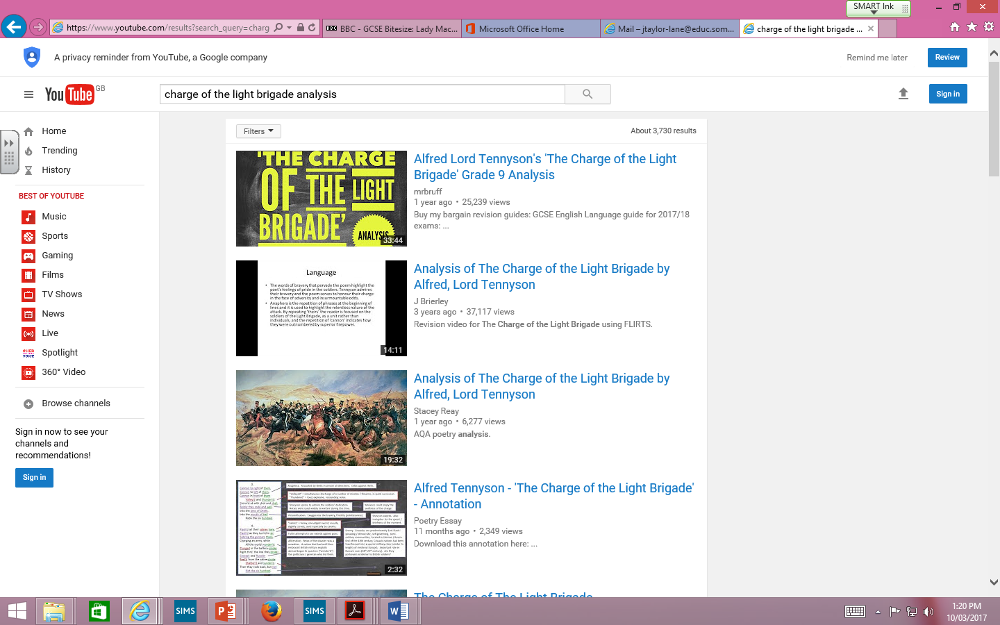 SMART Ink
https://www.youtube.com/results?search_query=charg
BBC - GCSE Bitesize: Lady Mac...
Microsoft Office Home
Mail – jtaylor-lane@educ.som...
charge of the light brigade ...
A privacy reminder from YouTube, a Google company
Remind me later
Review
YouTube GB
charge of the light brigade analysis
Sign in
Home
Trending
History
BEST OF YOUTUBE
Music
Sports
Gaming
Films
TV Shows
News
Live
Spotlight
360° Video
Browse channels
Sign in now to see your
channels and
recommendations!
Sign in
Filters
About 3,730 results
'THE CHARGE
OF THE LIGHT
BRIGADE'
ANALYSIS
33:44
Alfred Lord Tennyson's 'The Charge of the Light
Brigade' Grade 9 Analysis
mrbruff
1 year ago • 25,239 views
Buy my bargain revision guides: GCSE English Language guide for 2017/18
exams: ...
Language
• The words of bravery that pervade the poem highlight the
poet's feelings of pride in the soldiers. Tennyson admires
their bravery and the poem serves to honour their charge
in the face of adversity and insurmountable odds.
• Anaphora is the repetition of phrases at the beginning of
lines and it is used to highlight the relentless nature of the
attack. By repeating 'theirs' the reader is focused on the
soldiers of the Light Brigade, as a unit rather than
individuals, and the repetition of 'cannon' indicates how
they were outnumbered by superior firepower.
14:11
Analysis of The Charge of the Light Brigade by
Alfred, Lord Tennyson
J Brierley
3 years ago • 37,117 views
Revision video for The Charge of the Light Brigade using FLIRTS.
19:32
Analysis of The Charge of the Light Brigade by
Alfred, Lord Tennyson
Stacey Reay
1 year ago • 6,277 views
AQA poetry analysis.
2:32
Alfred Tennyson - 'The Charge of the Light Brigade'
- Annotation
Poetry Essay
11 months ago • 2,349 views
Download this annotation here: ...
The Charge of The Light Brigade
SIMS
SIMS
1:20 PM
10/03/2017